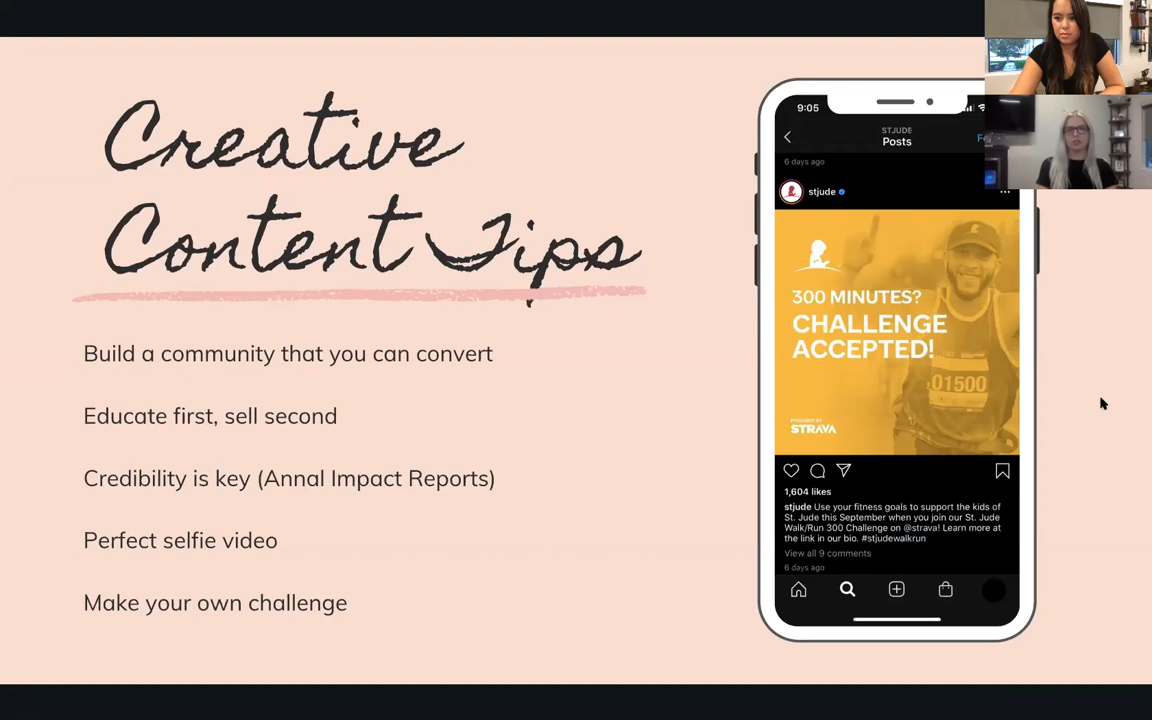 Creative
Content Tips
Build a community that you can convert
Educate first, sell second
Credibility is key (Annal Impact Reports)
Perfect selfie video
Make your own challenge
9:05
STJUDE
Posts
6 days ago
stjude
300 MINUTES?
CHALLENGE
ACCEPTED!
01500
POWERED BY
STRAVA
1,604 likes
stjude Use your fitness goals to support the kids of
St. Jude this September when you join our St. Jude
Walk/Run 300 Challenge on @strava! Learn more at
the link in our bio. #stjudewalkrun
View all 9 comments
6 days ago